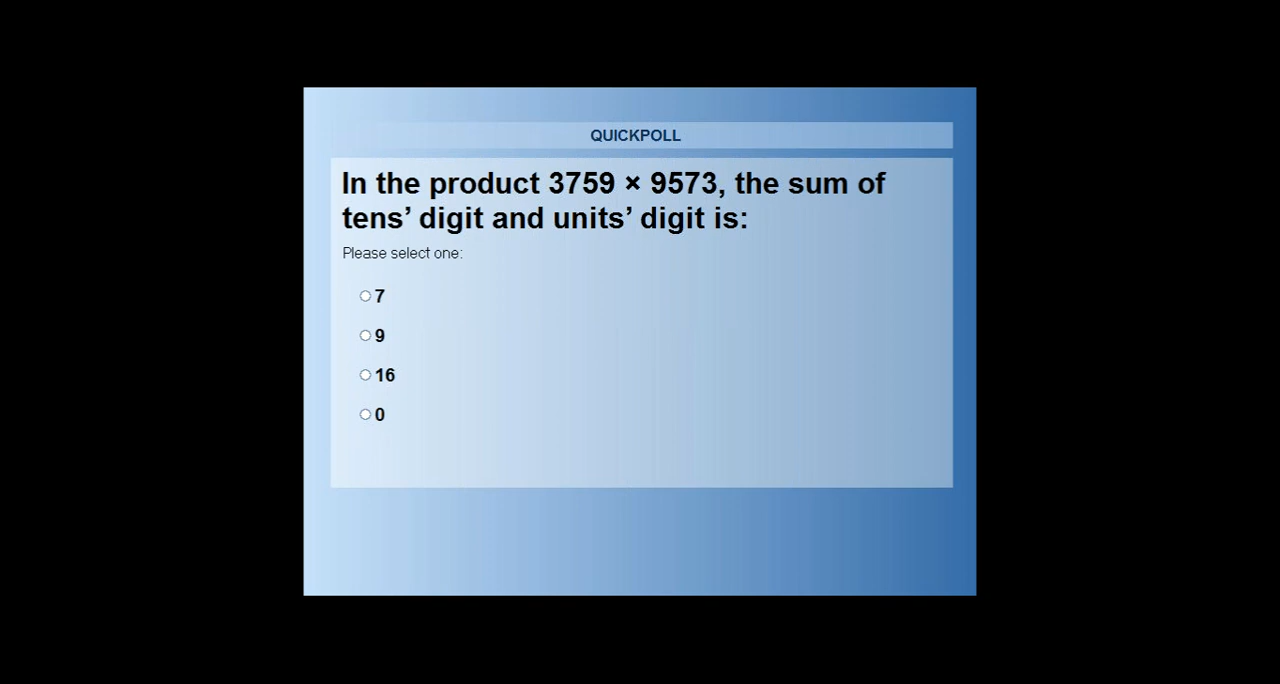 QUICKPOLL
In the product 3759 × 9573, the sum of
tens’ digit and units’ digit is:
Please select one:
7
9
16
0